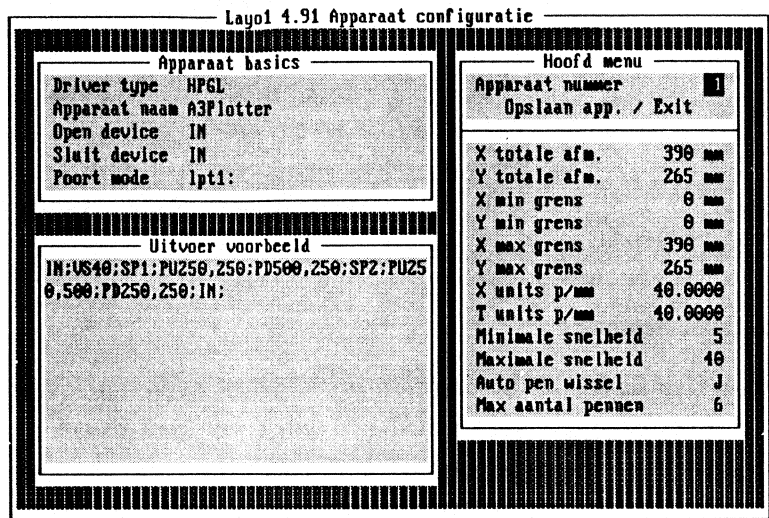 Layo1 4.91 Apparaat configuratie
Apparaat basics
Driver type HPGL
Apparaat naam A3Plotter
Open device IN
Sluit device IN
Poort mode lpt1:
Uitvoer voorbeeld
IN;VS40;SP1;PU250,250;PD500,250;SP2;PU25
0,500;PD250,250;IN;
Hoofd menu
Apparaat nummer 1
Opslaan app. / Exit
X totale afm. 390 mm
Y totale afm. 265 mm
X min grens 0 mm
Y min grens 0 mm
X max grens 390 mm
Y max grens 265 mm
X units p/mm 40.0000
T units p/mm 40.0000
Minimale snelheid 5
Maximale snelheid 40
Auto pen wissel J
Max aantal pennen 6